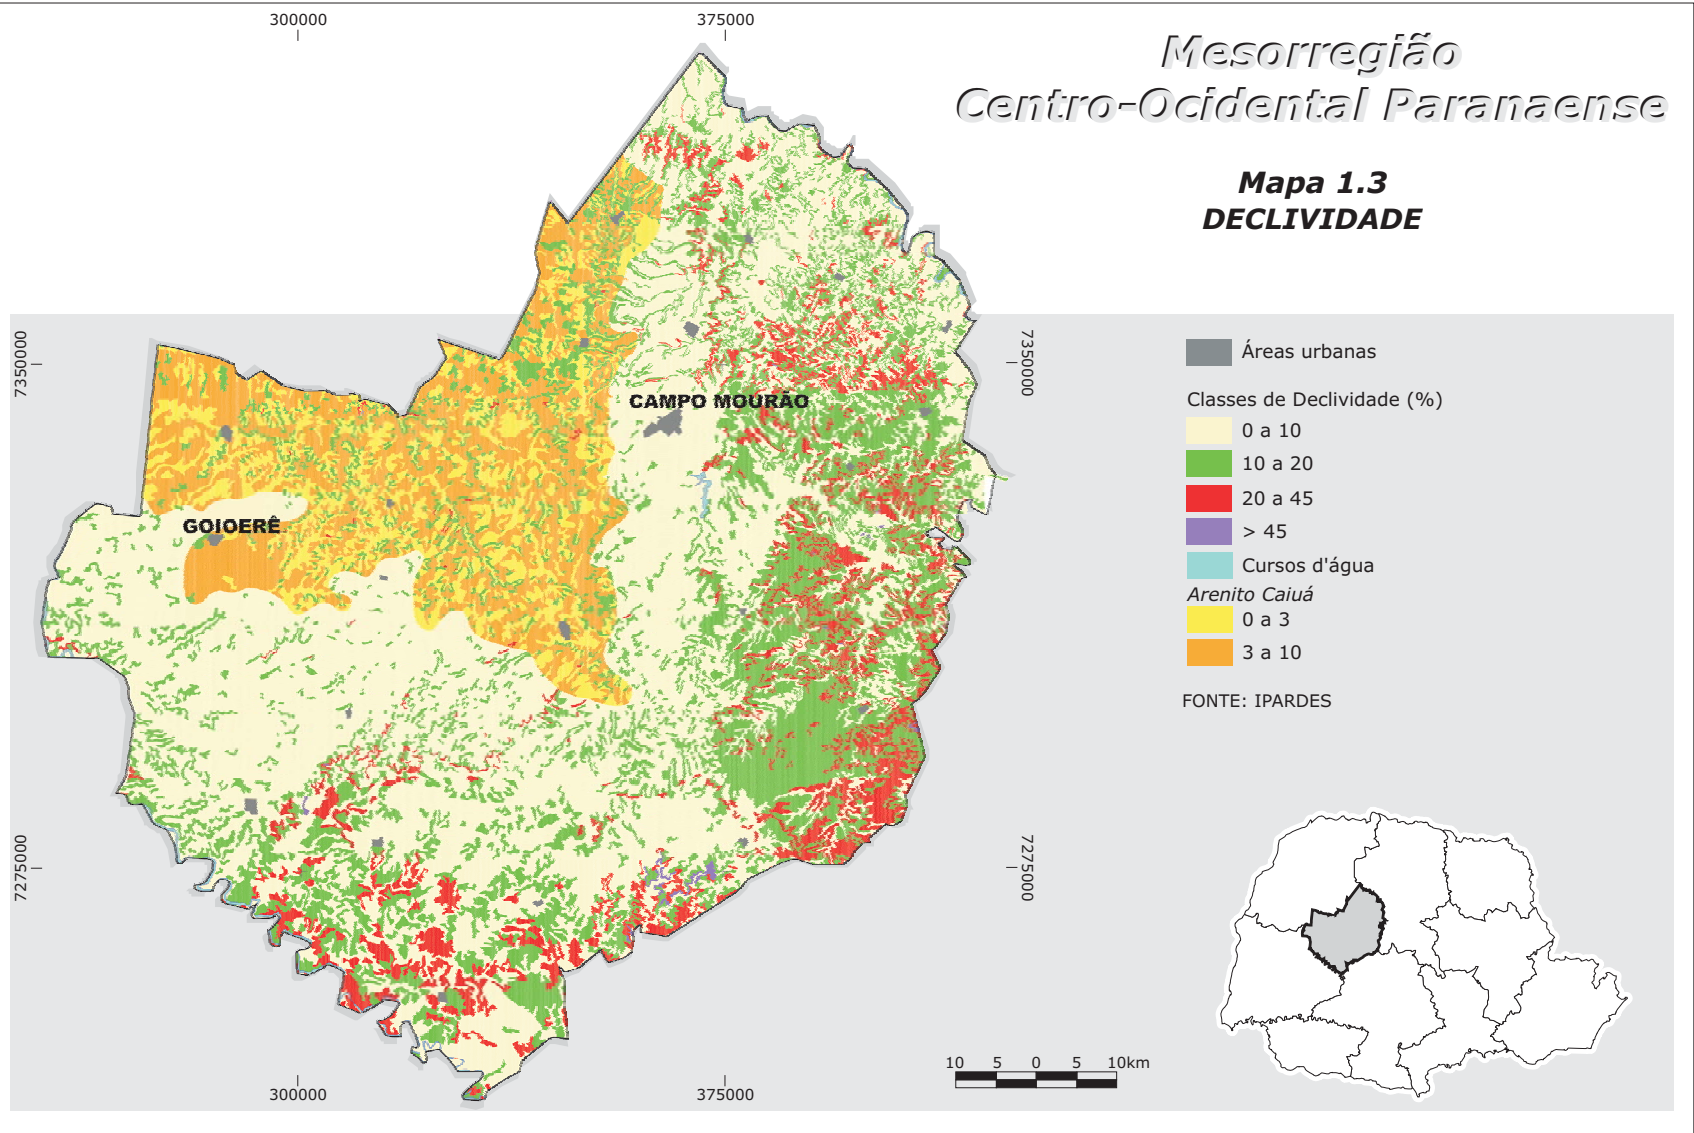 300000
375000
Mesorregião
Centro-Ocidental Paranaense
Mapa 1.3
DECLIVIDADE
7350000
7350000
Áreas urbanas
Classes de Declividade (%)
0 a 10
10 a 20
20 a 45
> 45
Cursos d'água
Arenito Caiuá
0 a 3
3 a 10
FONTE: IPARDES
CAMPO MOURÃO
GOIOERÊ
7275000
7275000
10 5 0 5 10km
300000
375000